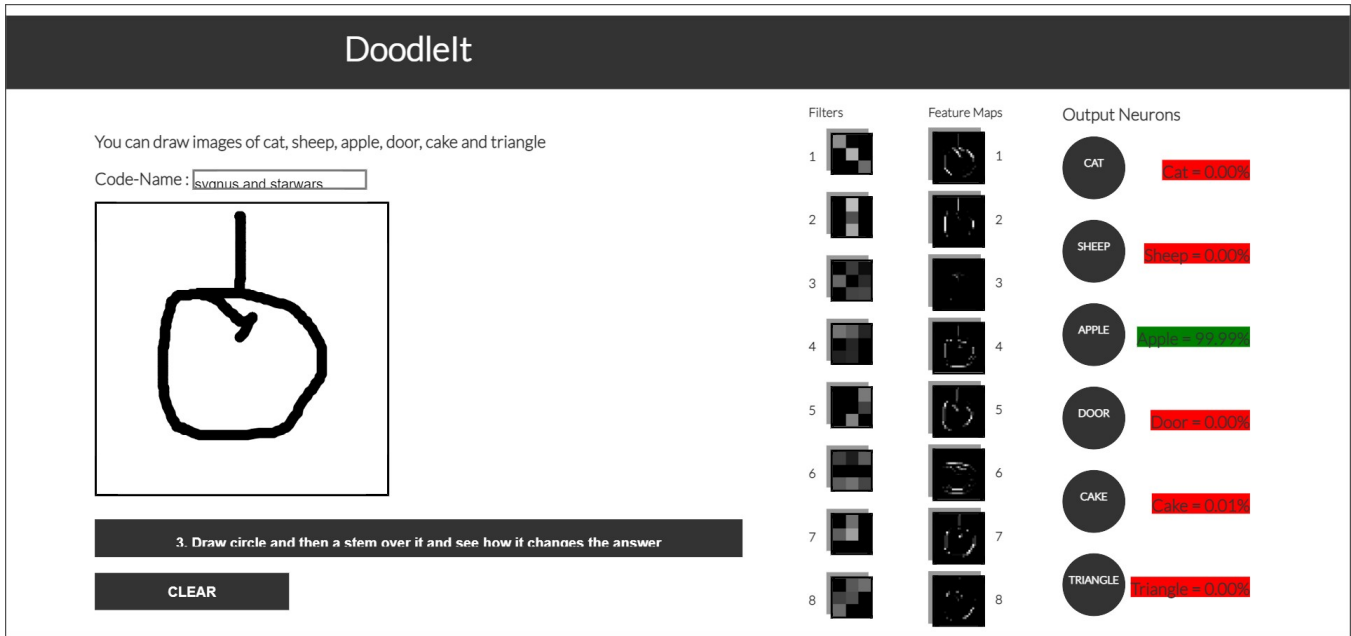 DoodleIt
You can draw images of cat, sheep, apple, door, cake and triangle
Code-Name : sygnus and starwars
3. Draw circle and then a stem over it and see how it changes the answer
CLEAR
Filters
1
2
3
4
5
6
7
8
Feature Maps
1
2
3
4
5
6
7
8
Output Neurons
CAT
Cat = 0.00%
SHEEP
Sheep = 0.00%
APPLE
Apple = 99.99%
DOOR
Door = 0.00%
CAKE
Cake = 0.01%
TRIANGLE
Triangle = 0.00%